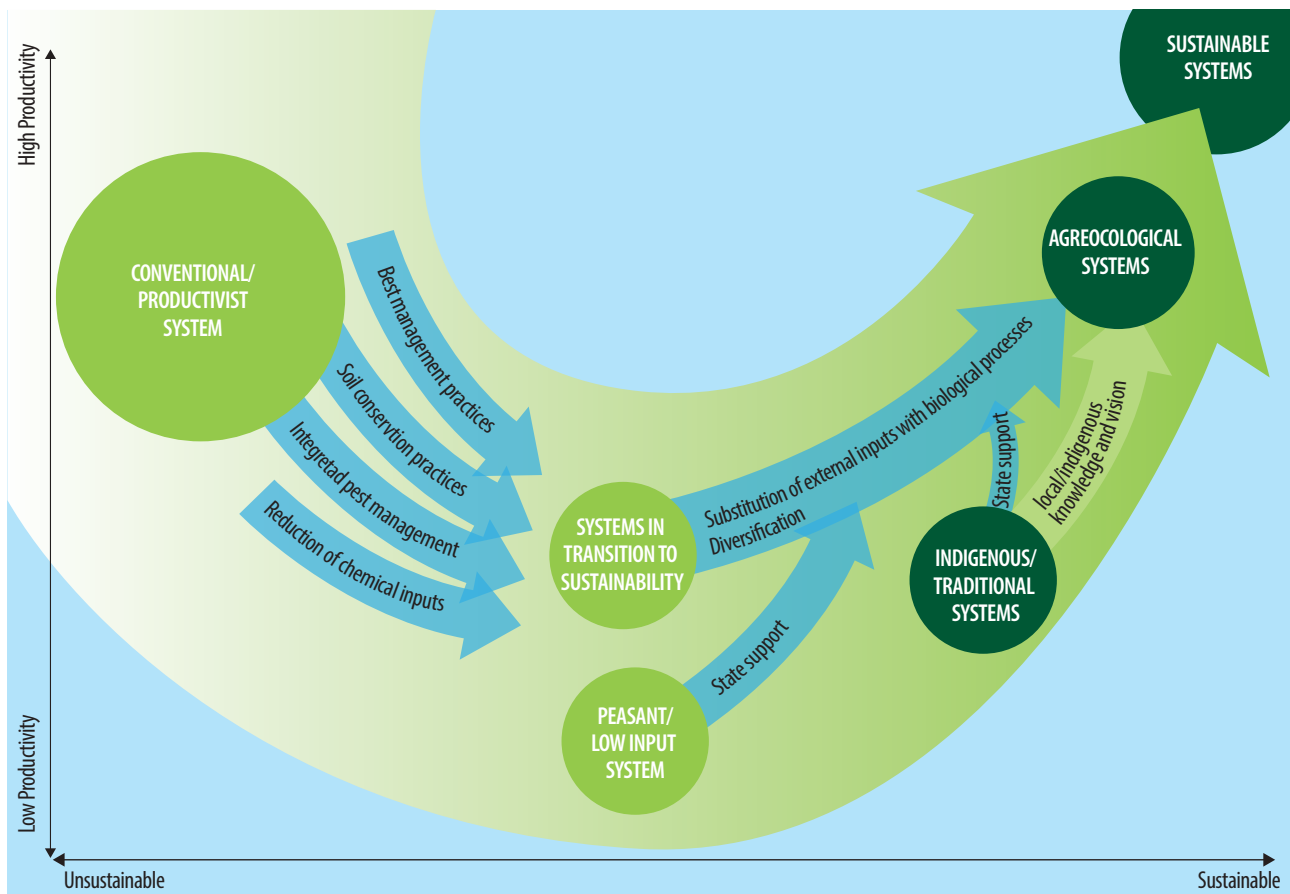 High Productivity
Low Productivity
SUSTAINABLE
SYSTEMS
AGREOCOLOGICAL
SYSTEMS
CONVENTIONAL/
PRODUCTIVIST
SYSTEM
Best management practices
Soil conservtion practices
Integretad pest management
Reduction of chemical inputs
SYSTEMS IN
TRANSITION TO
SUSTAINABILITY
Substitution of external inputs with biological processes
Diversification
State support
local/indigenous
knowledge and vision
INDIGENOUS/
TRADITIONAL
SYSTEMS
State support
PEASANT/
LOW INPUT
SYSTEM
Unsustainable
Sustainable